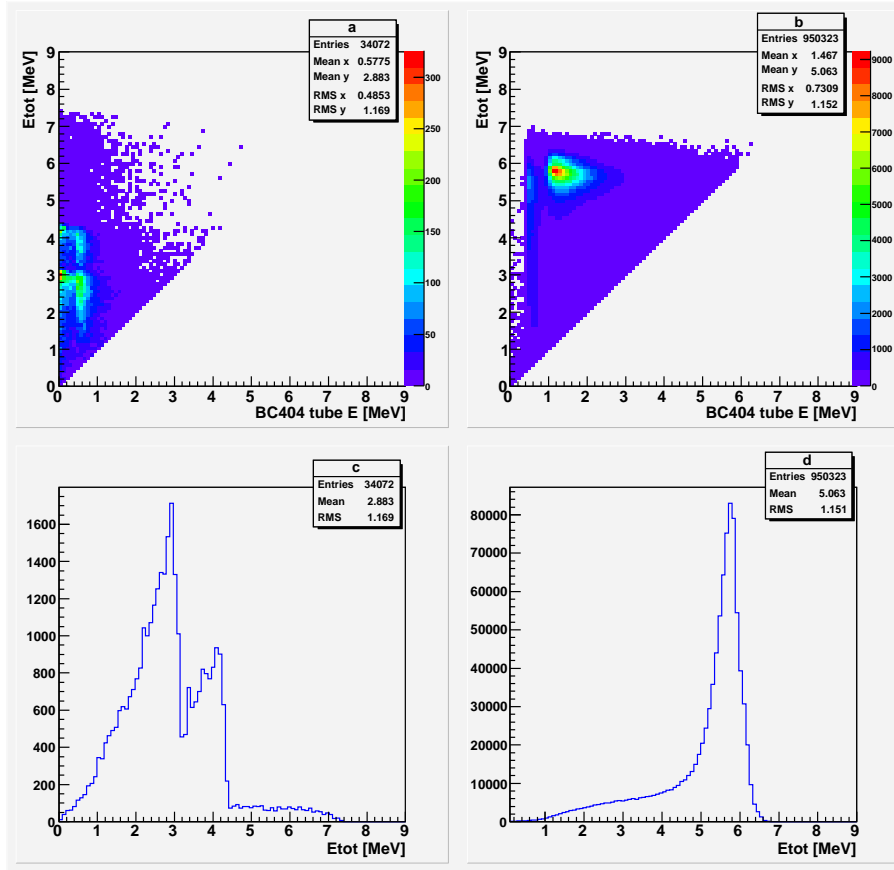 a
Entries 34072
Mean x 0.5775
Mean y 2.883
RMS x 0.4853
RMS y 1.169
Etot [MeV]
9
8
7
6
5
4
3
2
1
0
0 1 2 3 4 5 6 7 8 9
BC404 tube E [MeV]
300
250
200
150
100
50
0
b
Entries 950323
Mean x 1.467
Mean y 5.063
RMS x 0.7309
RMS y 1.152
Etot [MeV]
9
8
7
6
5
4
3
2
1
0
0 1 2 3 4 5 6 7 8 9
BC404 tube E [MeV]
9000
8000
7000
6000
5000
4000
3000
2000
1000
0
c
Entries 34072
Mean 2.883
RMS 1.169
1600
1400
1200
1000
800
600
400
200
0
0 1 2 3 4 5 6 7 8 9
Etot [MeV]
d
Entries 950323
Mean 5.063
RMS 1.151
80000
70000
60000
50000
40000
30000
20000
10000
0
1 2 3 4 5 6 7 8 9
Etot [MeV]